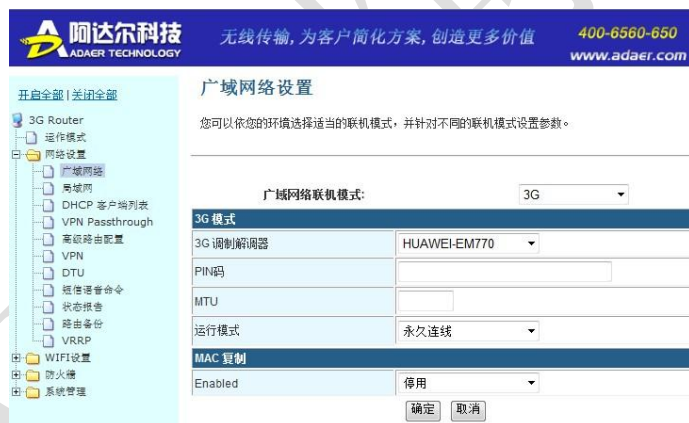 阿达尔科技
ADAER TECHNOLOGY
无线传输,为客户简化方案,创造更多价值
400-6560-650
www.adaer.com
开启全部 | 关闭全部
3G Router
运作模式
网络设置
广域网络
局域网
DHCP 客户端列表
VPN Passthrough
高级路由配置
VPN
DTU
短信语音命令
状态报告
路由备份
VRRP
WIFI设置
防火墙
系统管理
广域网络设置
您可以依您的环境选择适当的联机模式，并针对不同的联机模式设置参数。
广域网络联机模式: 3G
3G 模式
3G 调制解调器 HUAWEI-EM770
PIN码
MTU
运行模式 永久连线
MAC 复制
Enabled 停用
确定 取消